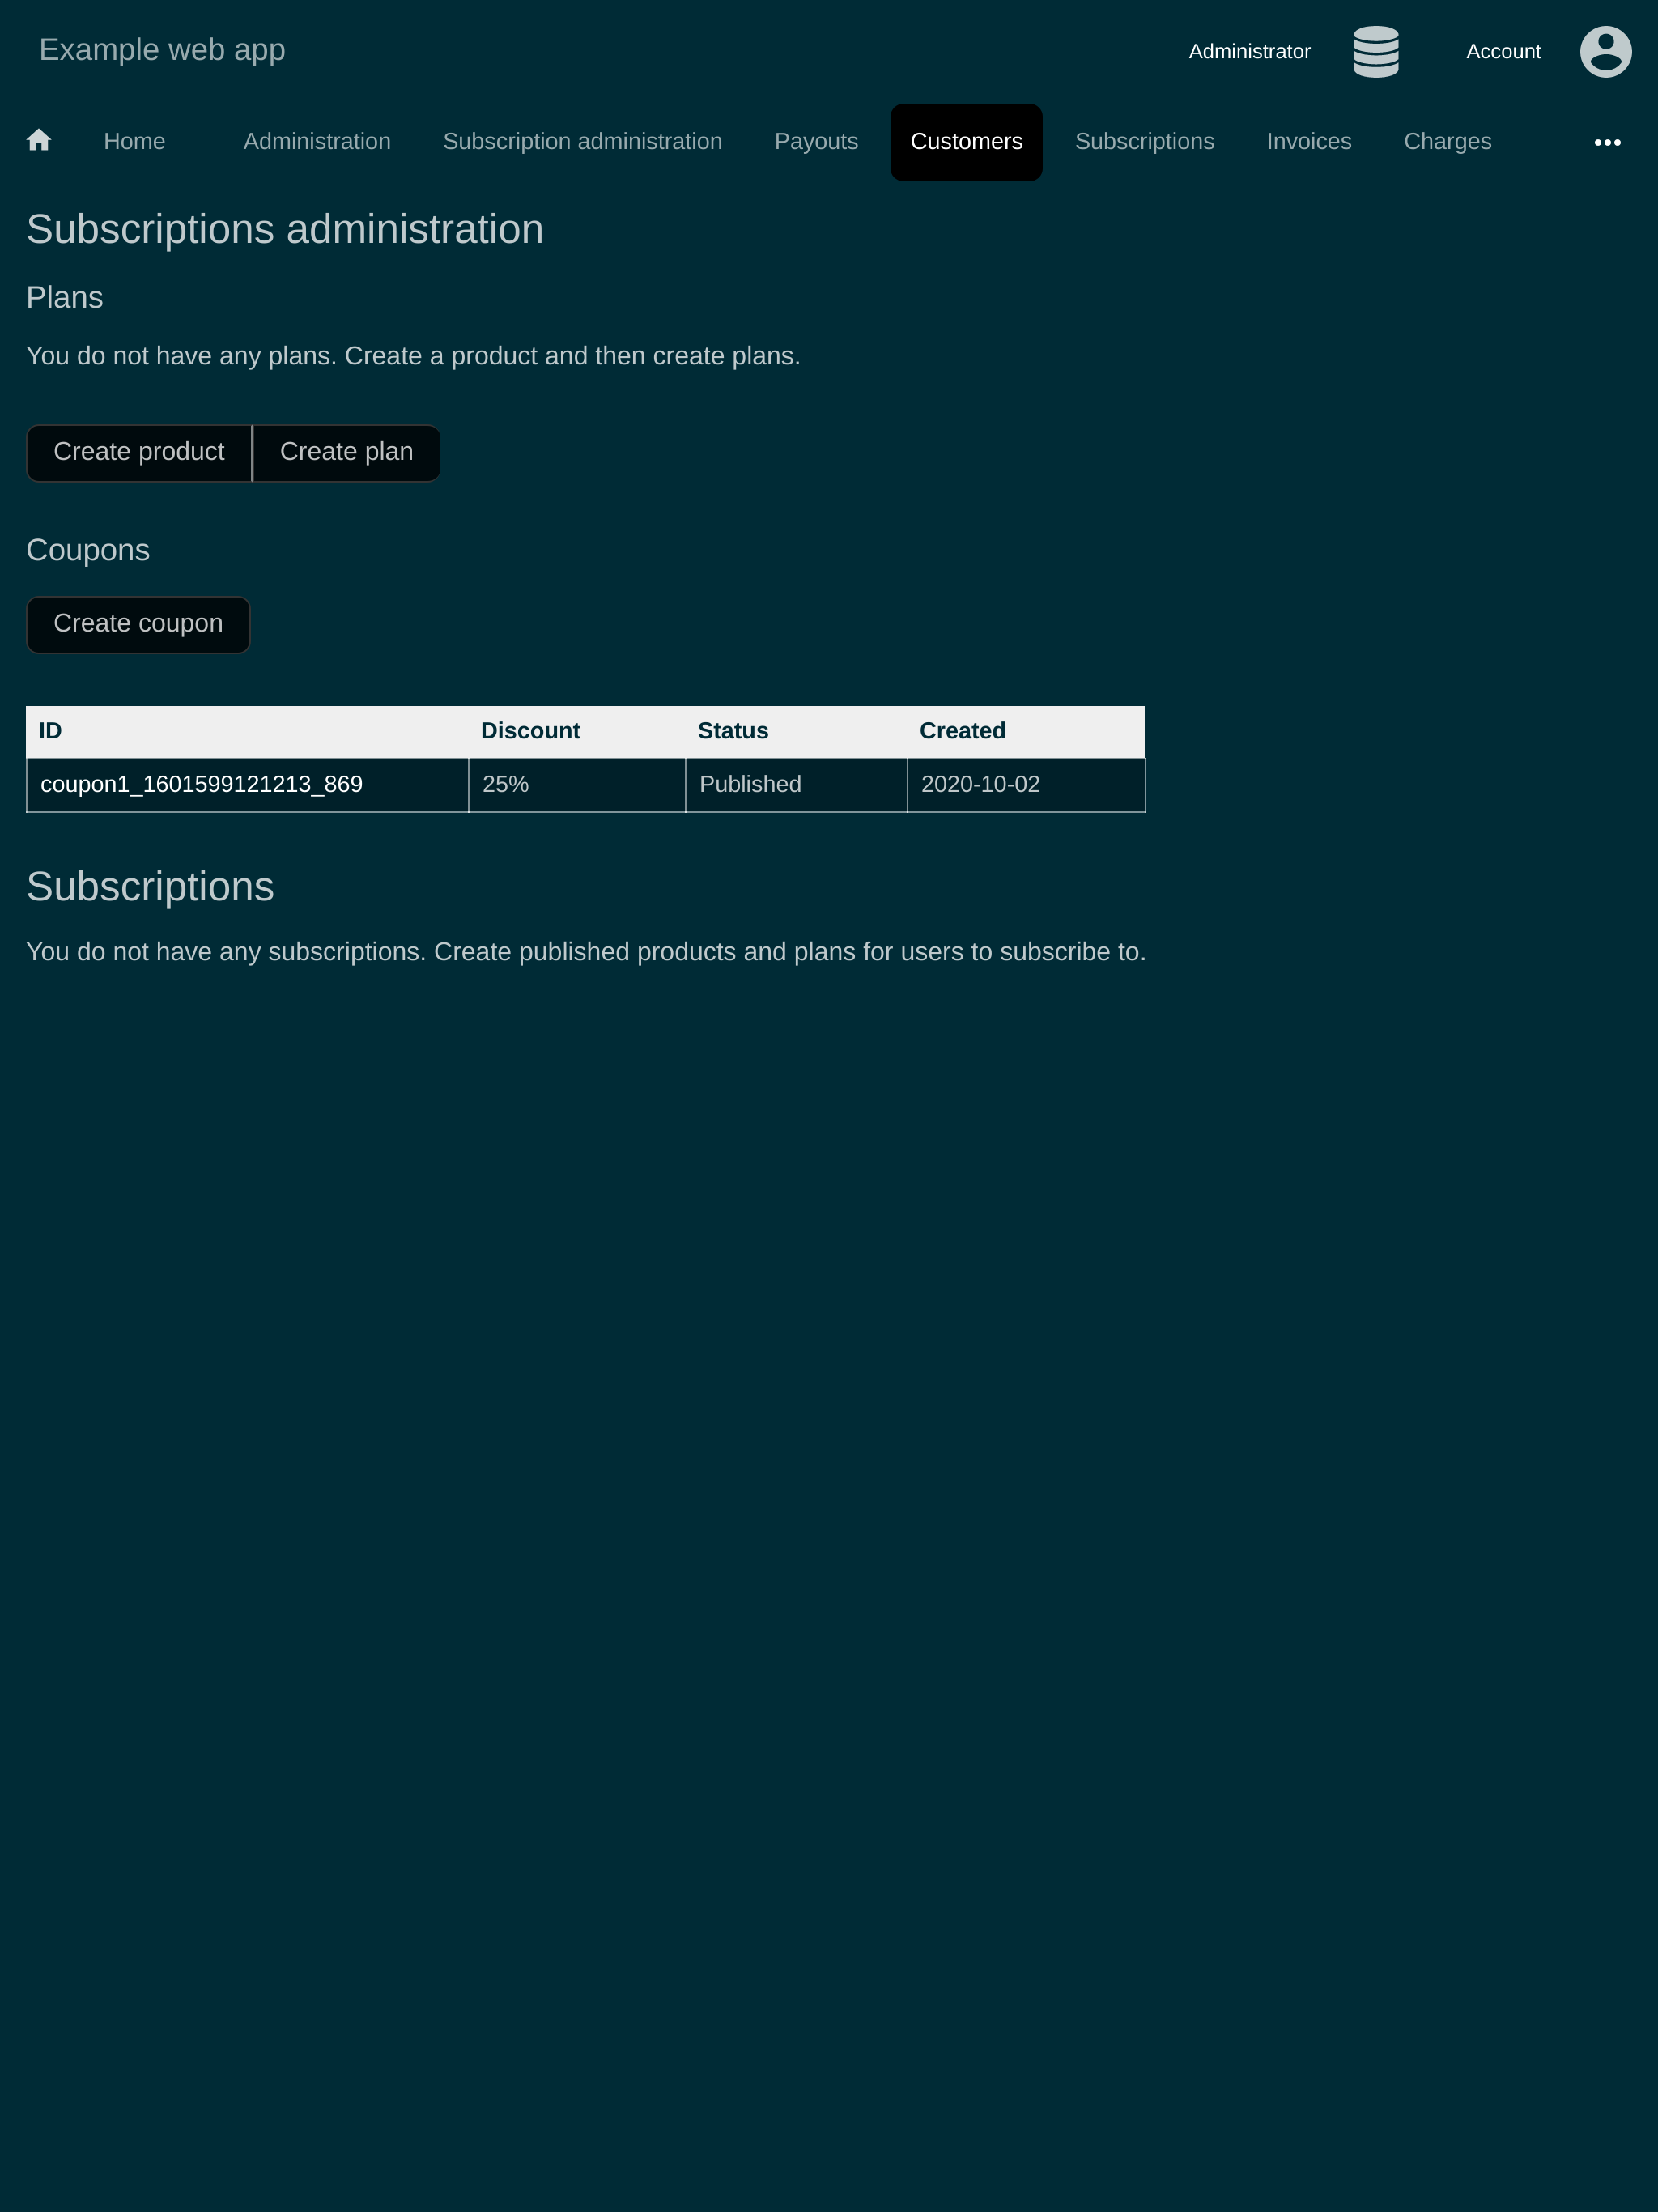 Example web app
Administrator
Account
Home Administration Subscription administration Payouts Customers Subscriptions Invoices Charges
Subscriptions administration
Plans
You do not have any plans. Create a product and then create plans.
Create product Create plan
Coupons
Create coupon
ID Discount Status Created
coupon1_1601599121213_869 25% Published 2020-10-02
Subscriptions
You do not have any subscriptions. Create published products and plans for users to subscribe to.